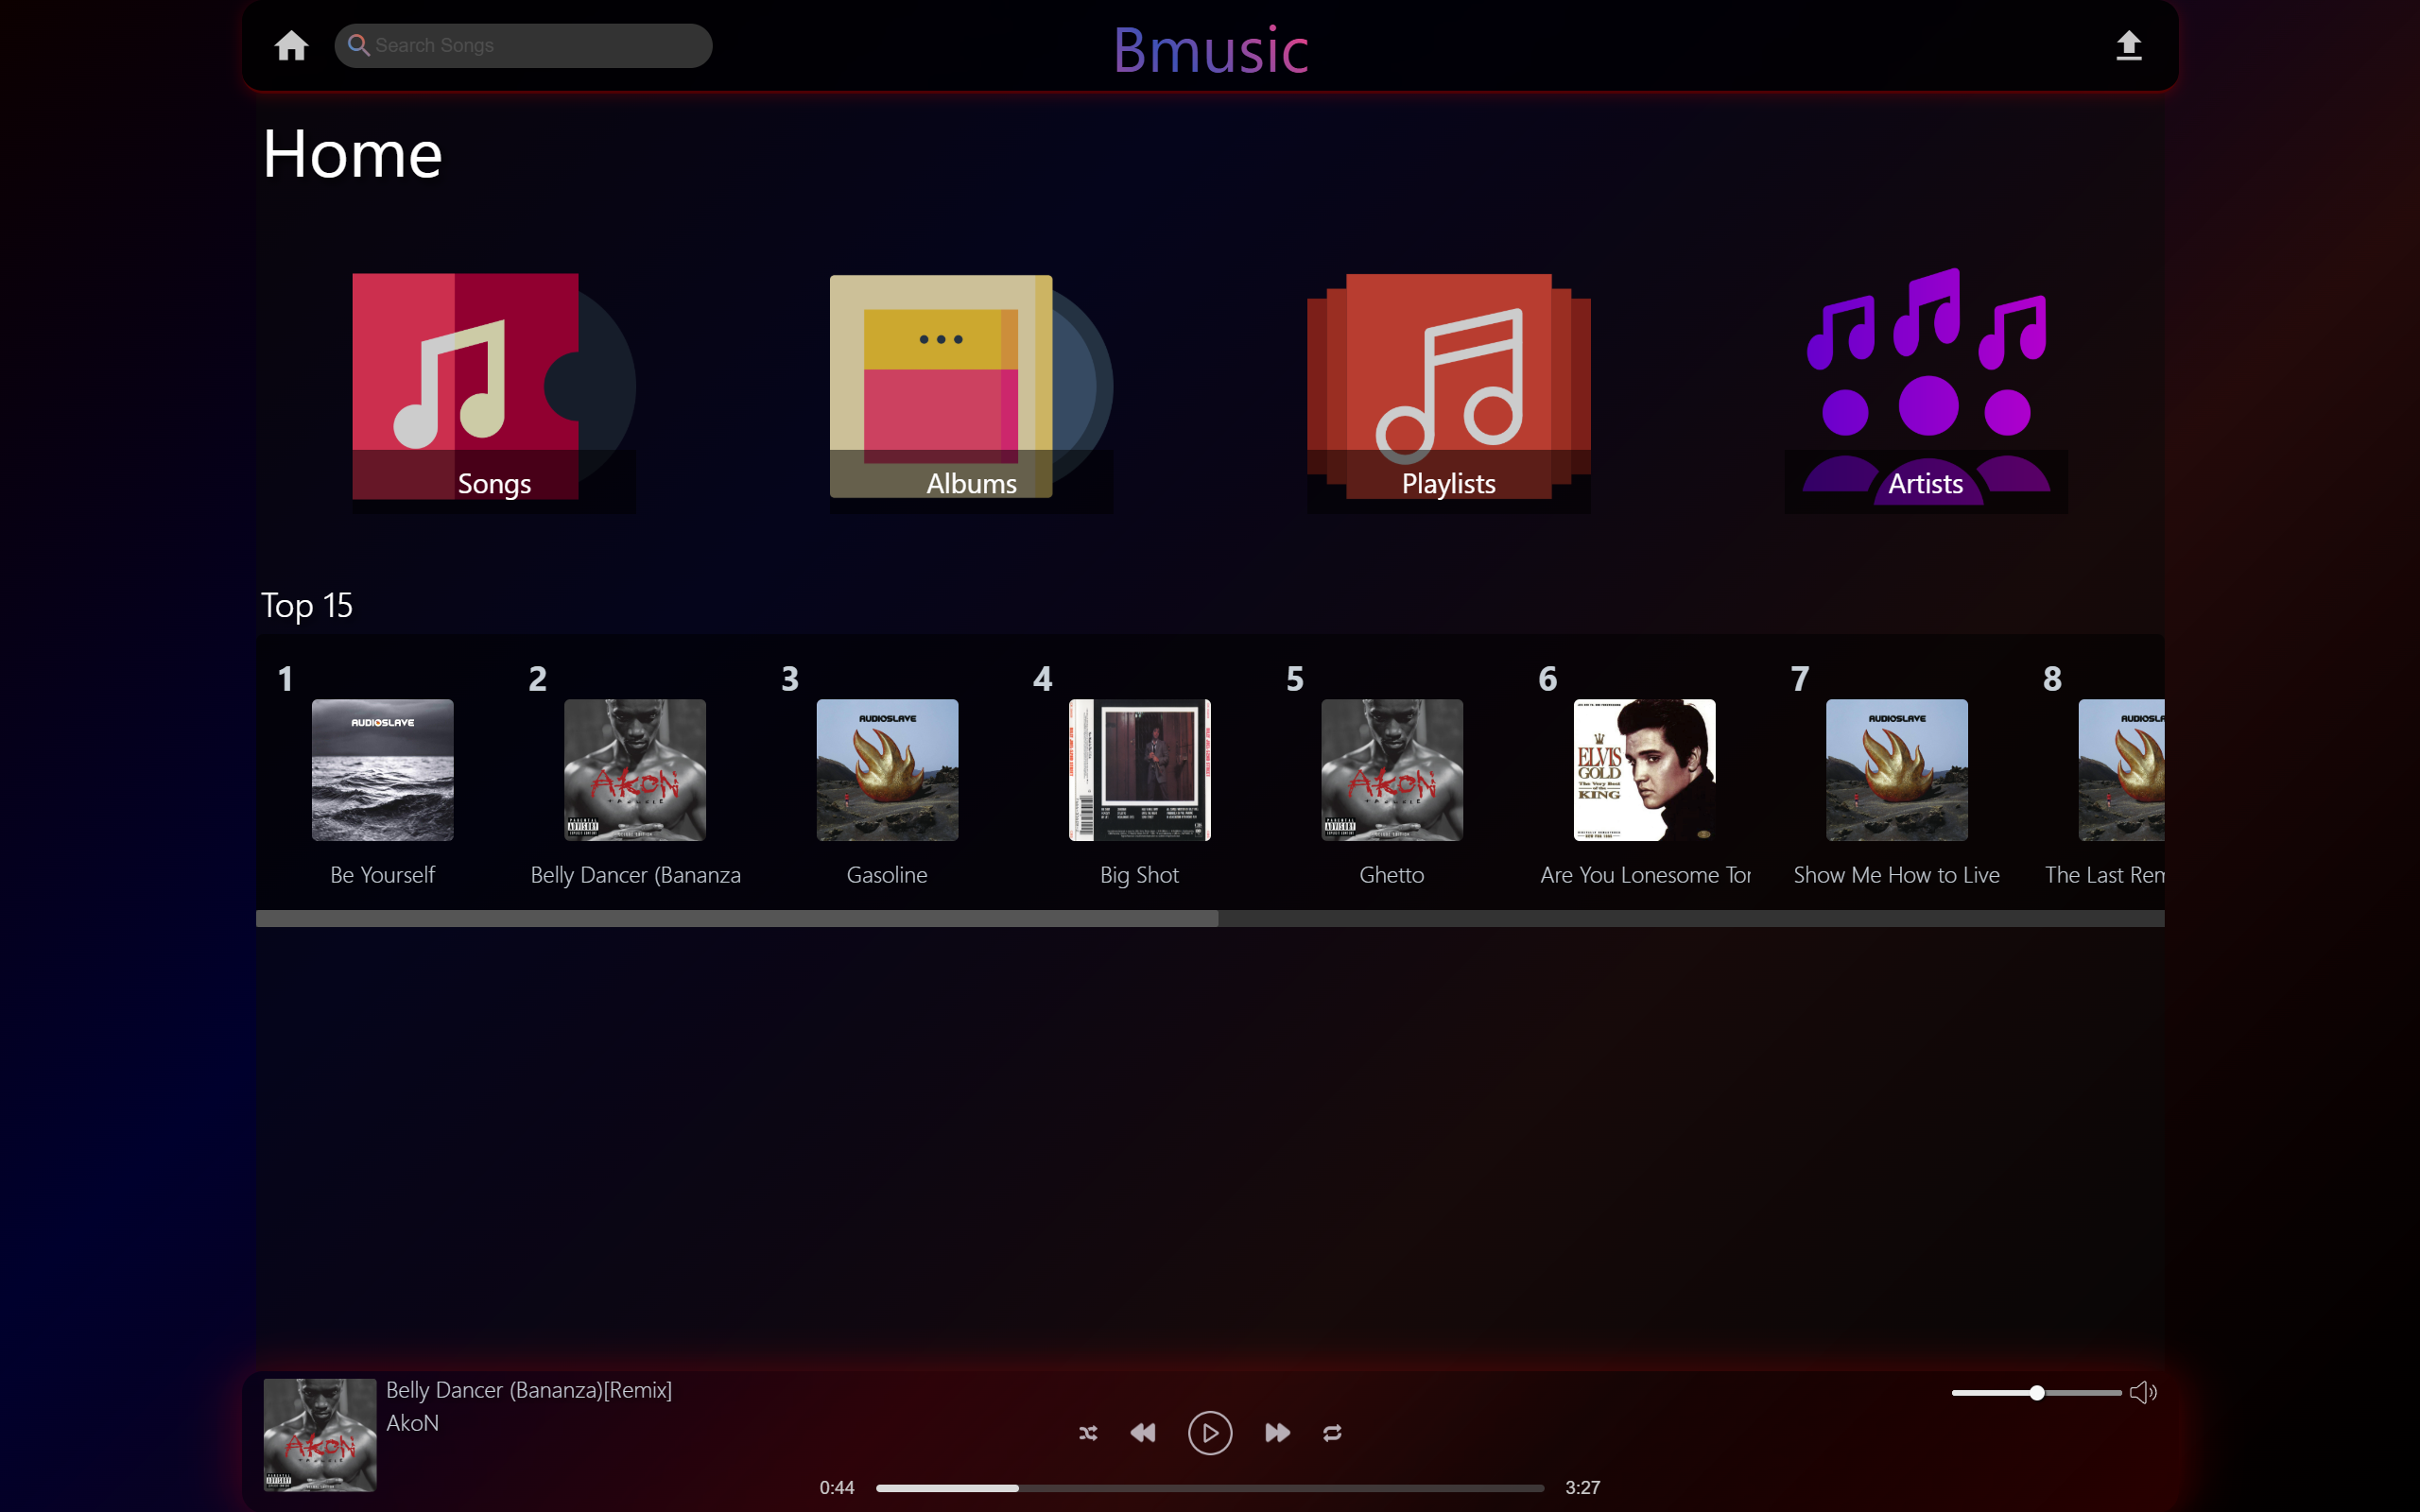 Search Songs
Bmusic
Home
Songs
Albums
Playlists
Artists
Top 15
1
2
3
4
5
6
7
8
AUDIOSLAVE
AKON
AUDIOSLAVE
AKON
ELVIS
GOLD
The Very Best
of the
KING
AUDIOSLAVE
AUDIOSL
Be Yourself
Belly Dancer (Bananza
Gasoline
Big Shot
Ghetto
Are You Lonesome Tor
Show Me How to Live
The Last Rem
Belly Dancer (Bananza)[Remix]
AkoN
AKON
0:44
3:27